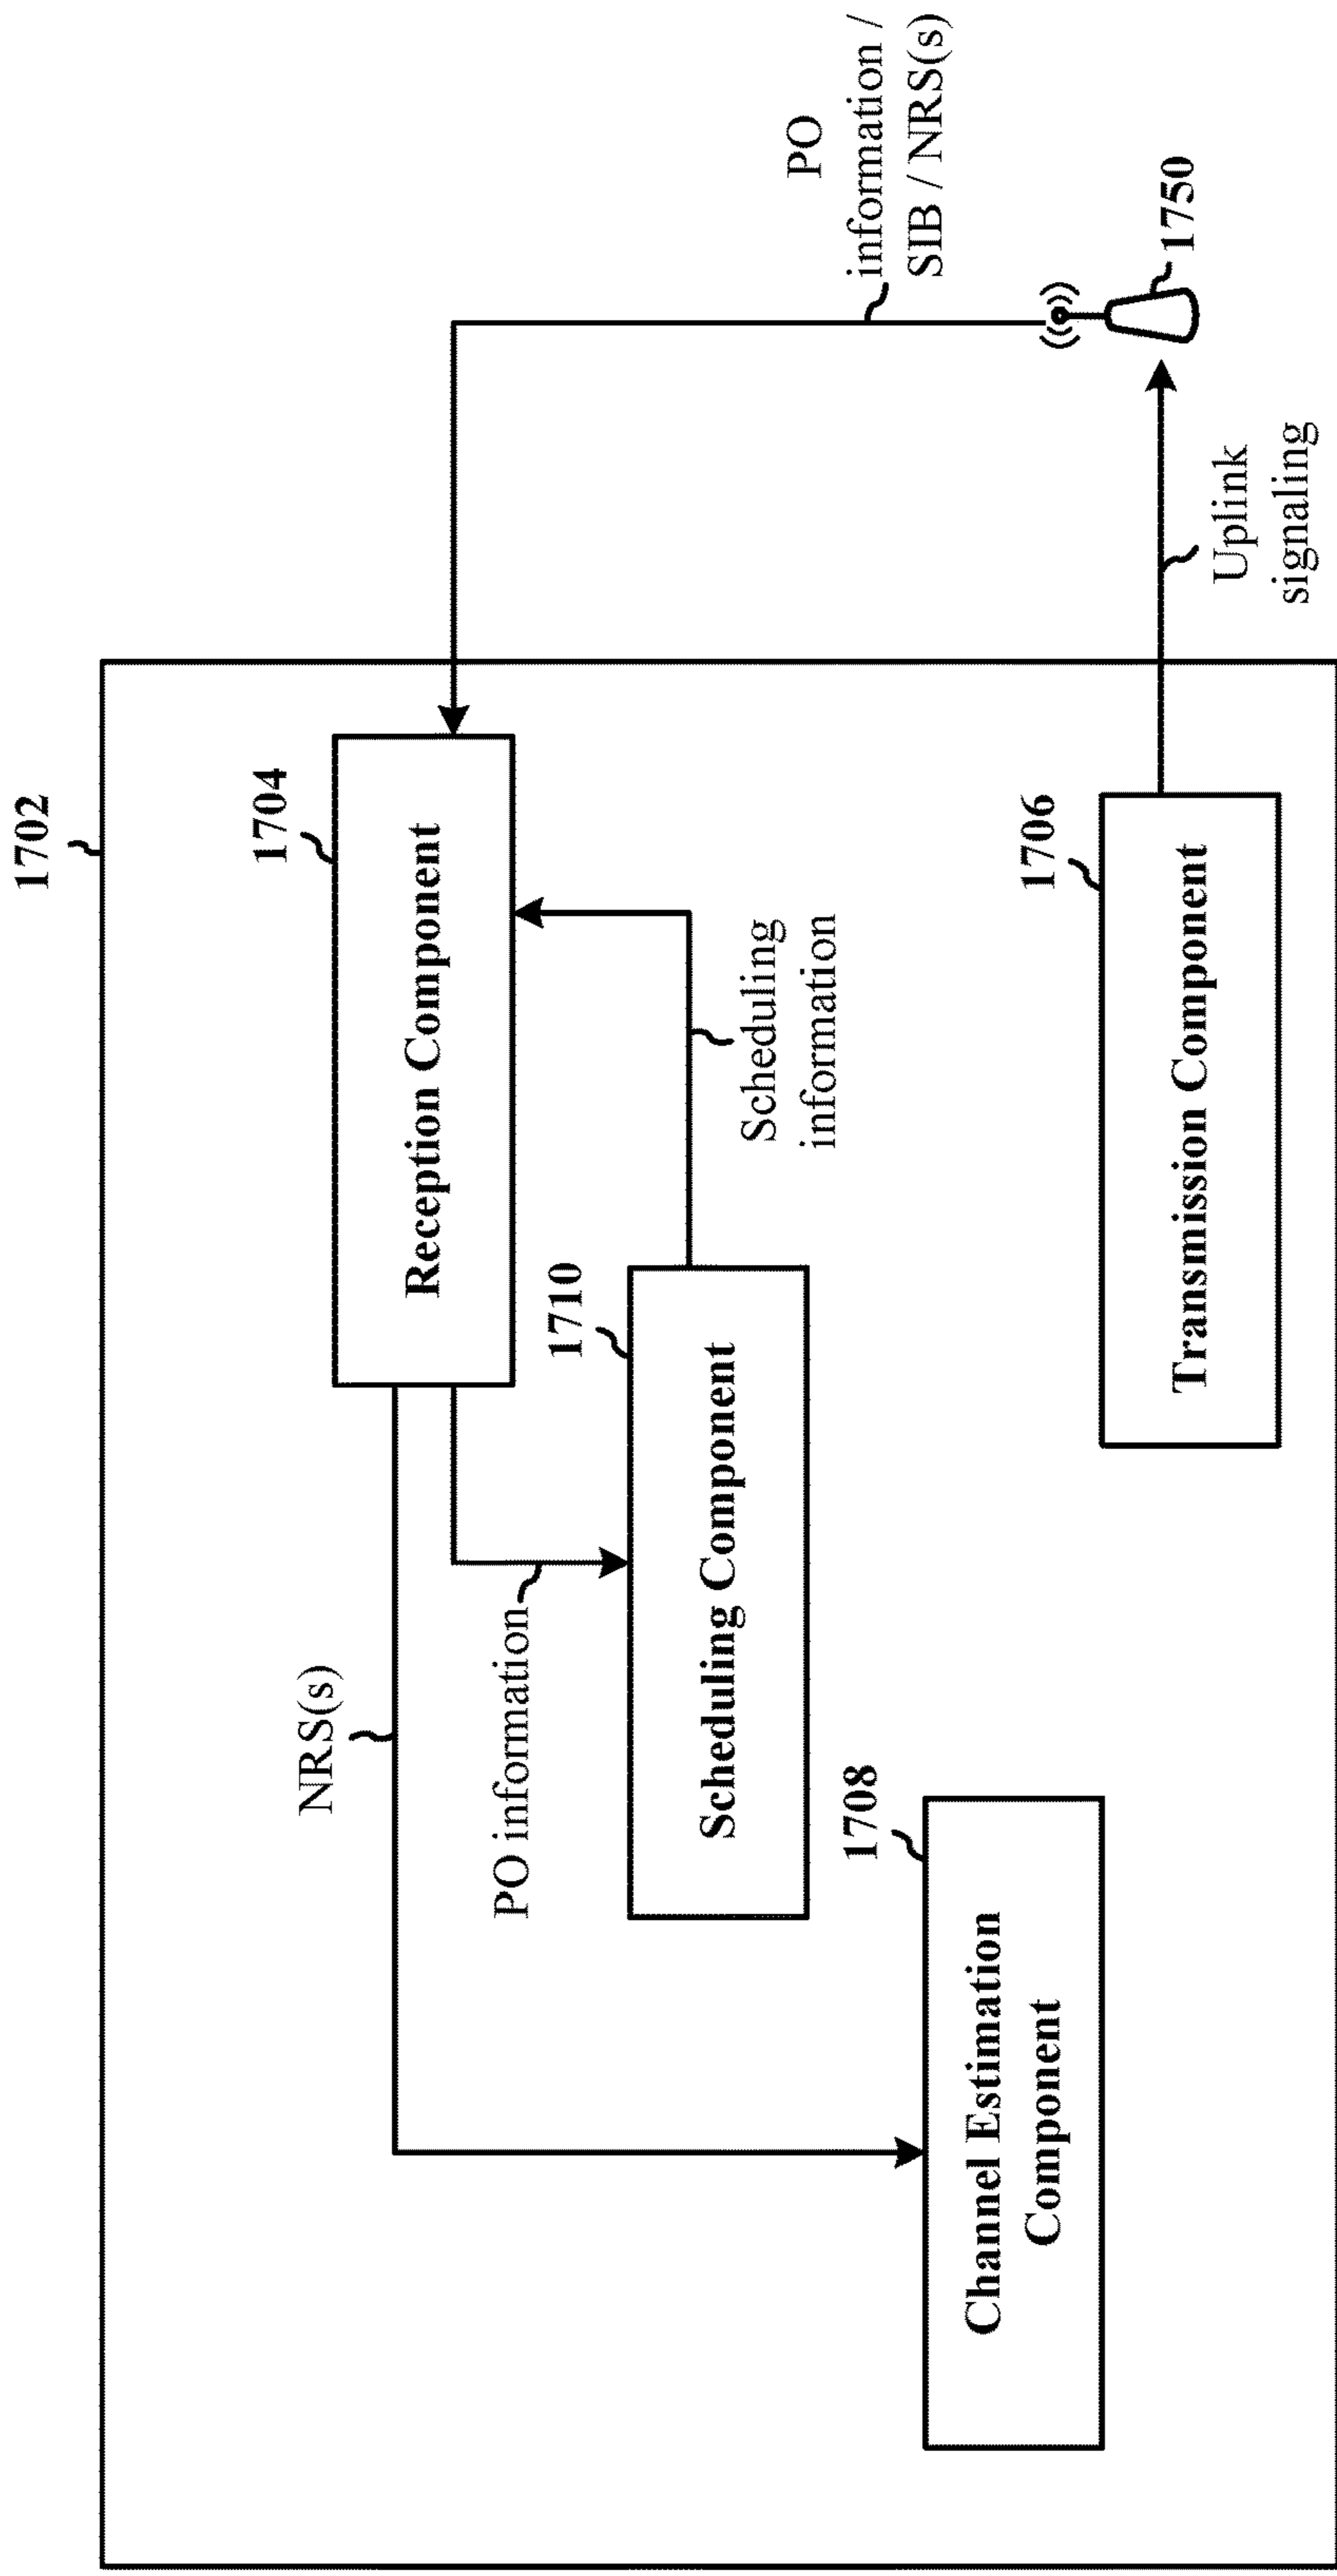 1702
1704
Reception Component
NRS(s)
PO information
1710
Scheduling Component
Scheduling
information
1708
Channel Estimation
Component
1706
Transmission Component
PO
information /
SIB / NRS(s)
1750
Uplink
signaling